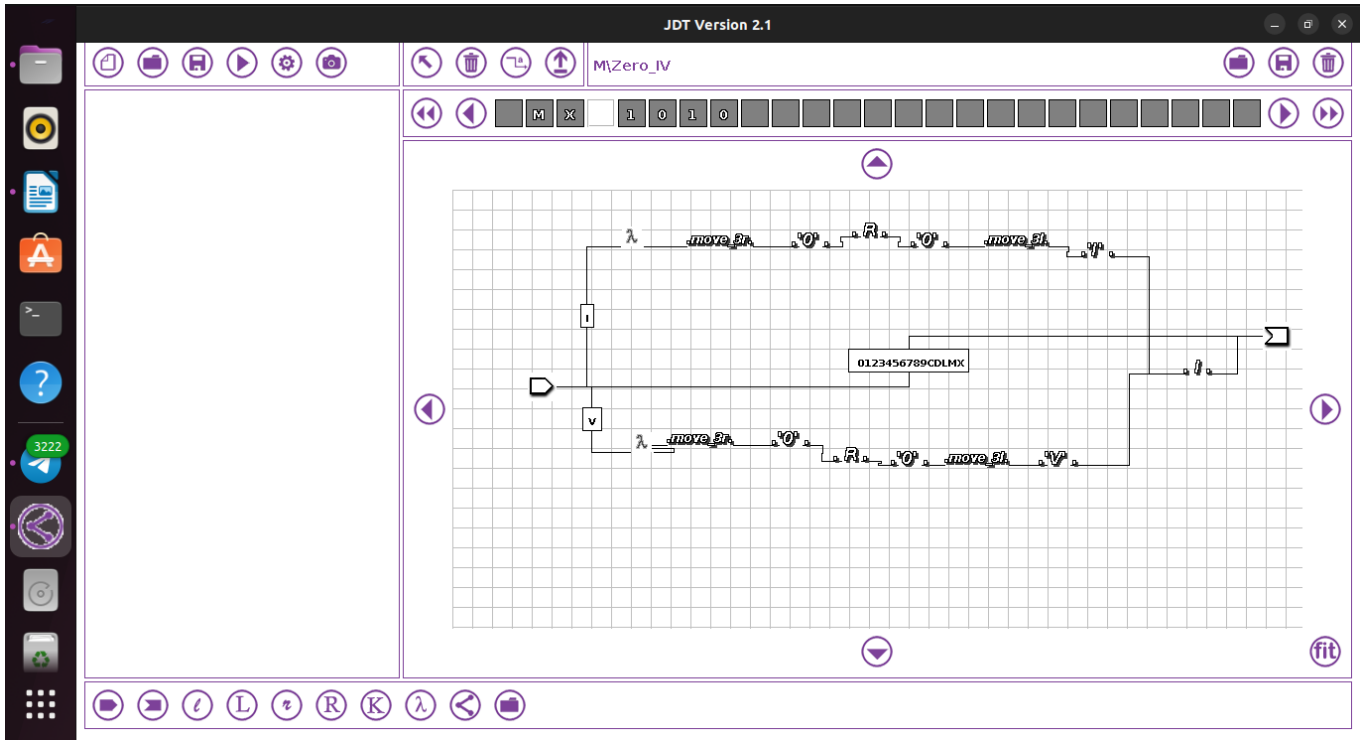 JDT Version 2.1
M\Zero_IV
M X 1 0 1 0
λ .move_3r. .'0'. .R. .'0'. .move_3l. .'I'.
I
0123456789CDLMX
.l.
V
λ .move_3r. .'0'. .R. .'0'. .move_3l. .'V'.
3222
fit
l L r R K λ